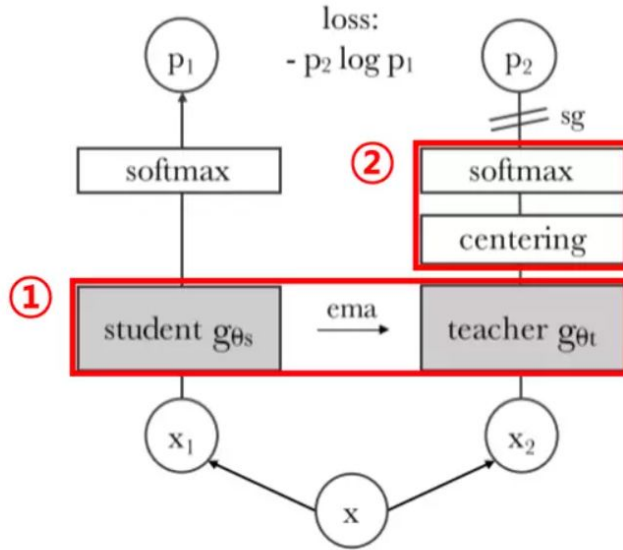 loss:
p₁ - p₂ log p₁ p₂
sg
② 
softmax softmax
centering
①
ema
student gθs teacher gθt
x₁ x₂
x